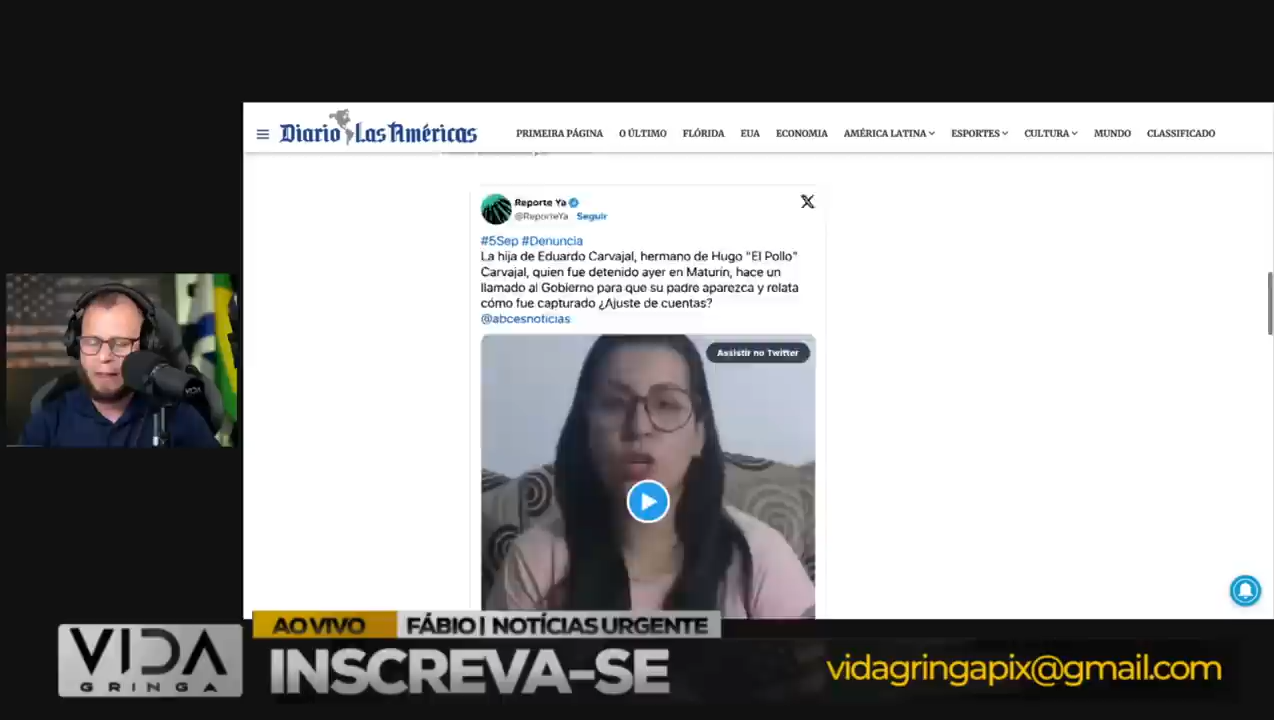 Diario Las Américas
PRIMEIRA PÁGINA O ÚLTIMO FLÓRIDA EUA ECONOMIA AMÉRICA LATINA ESPORTES CULTURA MUNDO CLASSIFICADO
Reporte Ya
@ReporteYa Seguir
#5Sep #Denuncia
La hija de Eduardo Carvajal, hermano de Hugo "El Pollo"
Carvajal, quien fue detenido ayer en Maturín, hace un
llamado al Gobierno para que su padre aparezca y relata
cómo fue capturado ¿Ajuste de cuentas?
@abcesnoticias
Assistir no Twitter
VIDA
AO VIVO FÁBIO | NOTÍCIAS URGENTE
VIDA
GRINGA
INSCREVA-SE
vidagringapix@gmail.com